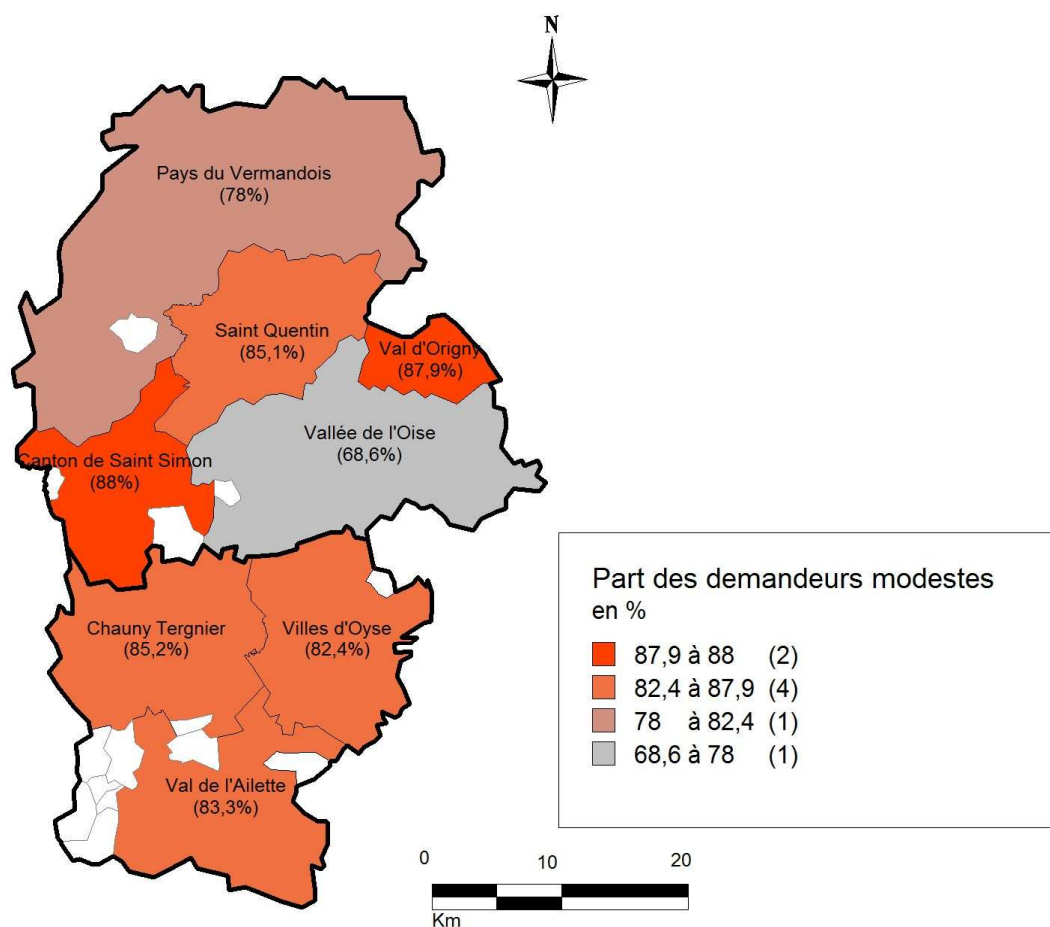 N
Pays du Vermandois
(78%)
Saint Quentin
(85,1%)
Val d'Origny
(87,9%)
Vallée de l'Oise
(68,6%)
Canton de Saint Simon
(88%)
Chauny Tergnier
(85,2%)
Villes d'Oyse
(82,4%)
Val de l'Ailette
(83,3%)
Part des demandeurs modestes
en %
87,9 à 88 (2)
82,4 à 87,9 (4)
78 à 82,4 (1)
68,6 à 78 (1)
0 10 20
Km